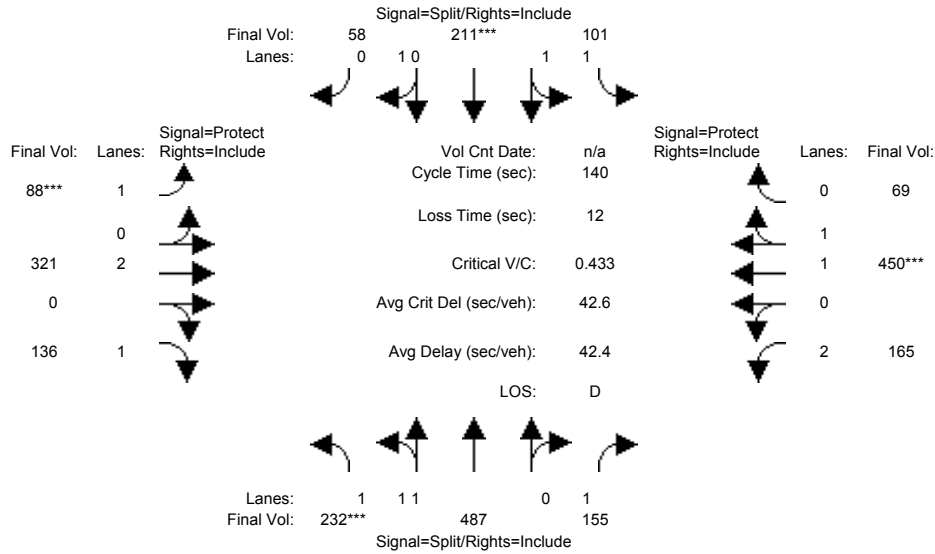 Signal=Split/Rights=Include
Final Vol: 58 211*** 101
Lanes: 0 1 0 1 1
Signal=Protect Signal=Protect
Final Vol: Lanes: Rights=Include Vol Cnt Date: n/a Rights=Include Lanes: Final Vol:
88*** 1 Cycle Time (sec): 140 0 69
0 Loss Time (sec): 12 1
321 2 Critical V/C: 0.433 1 450***
0 Avg Crit Del (sec/veh): 42.6 0
136 1 Avg Delay (sec/veh): 42.4 2 165
LOS: D
Lanes: 1 1 1 0 1
Final Vol: 232*** 487 155
Signal=Split/Rights=Include